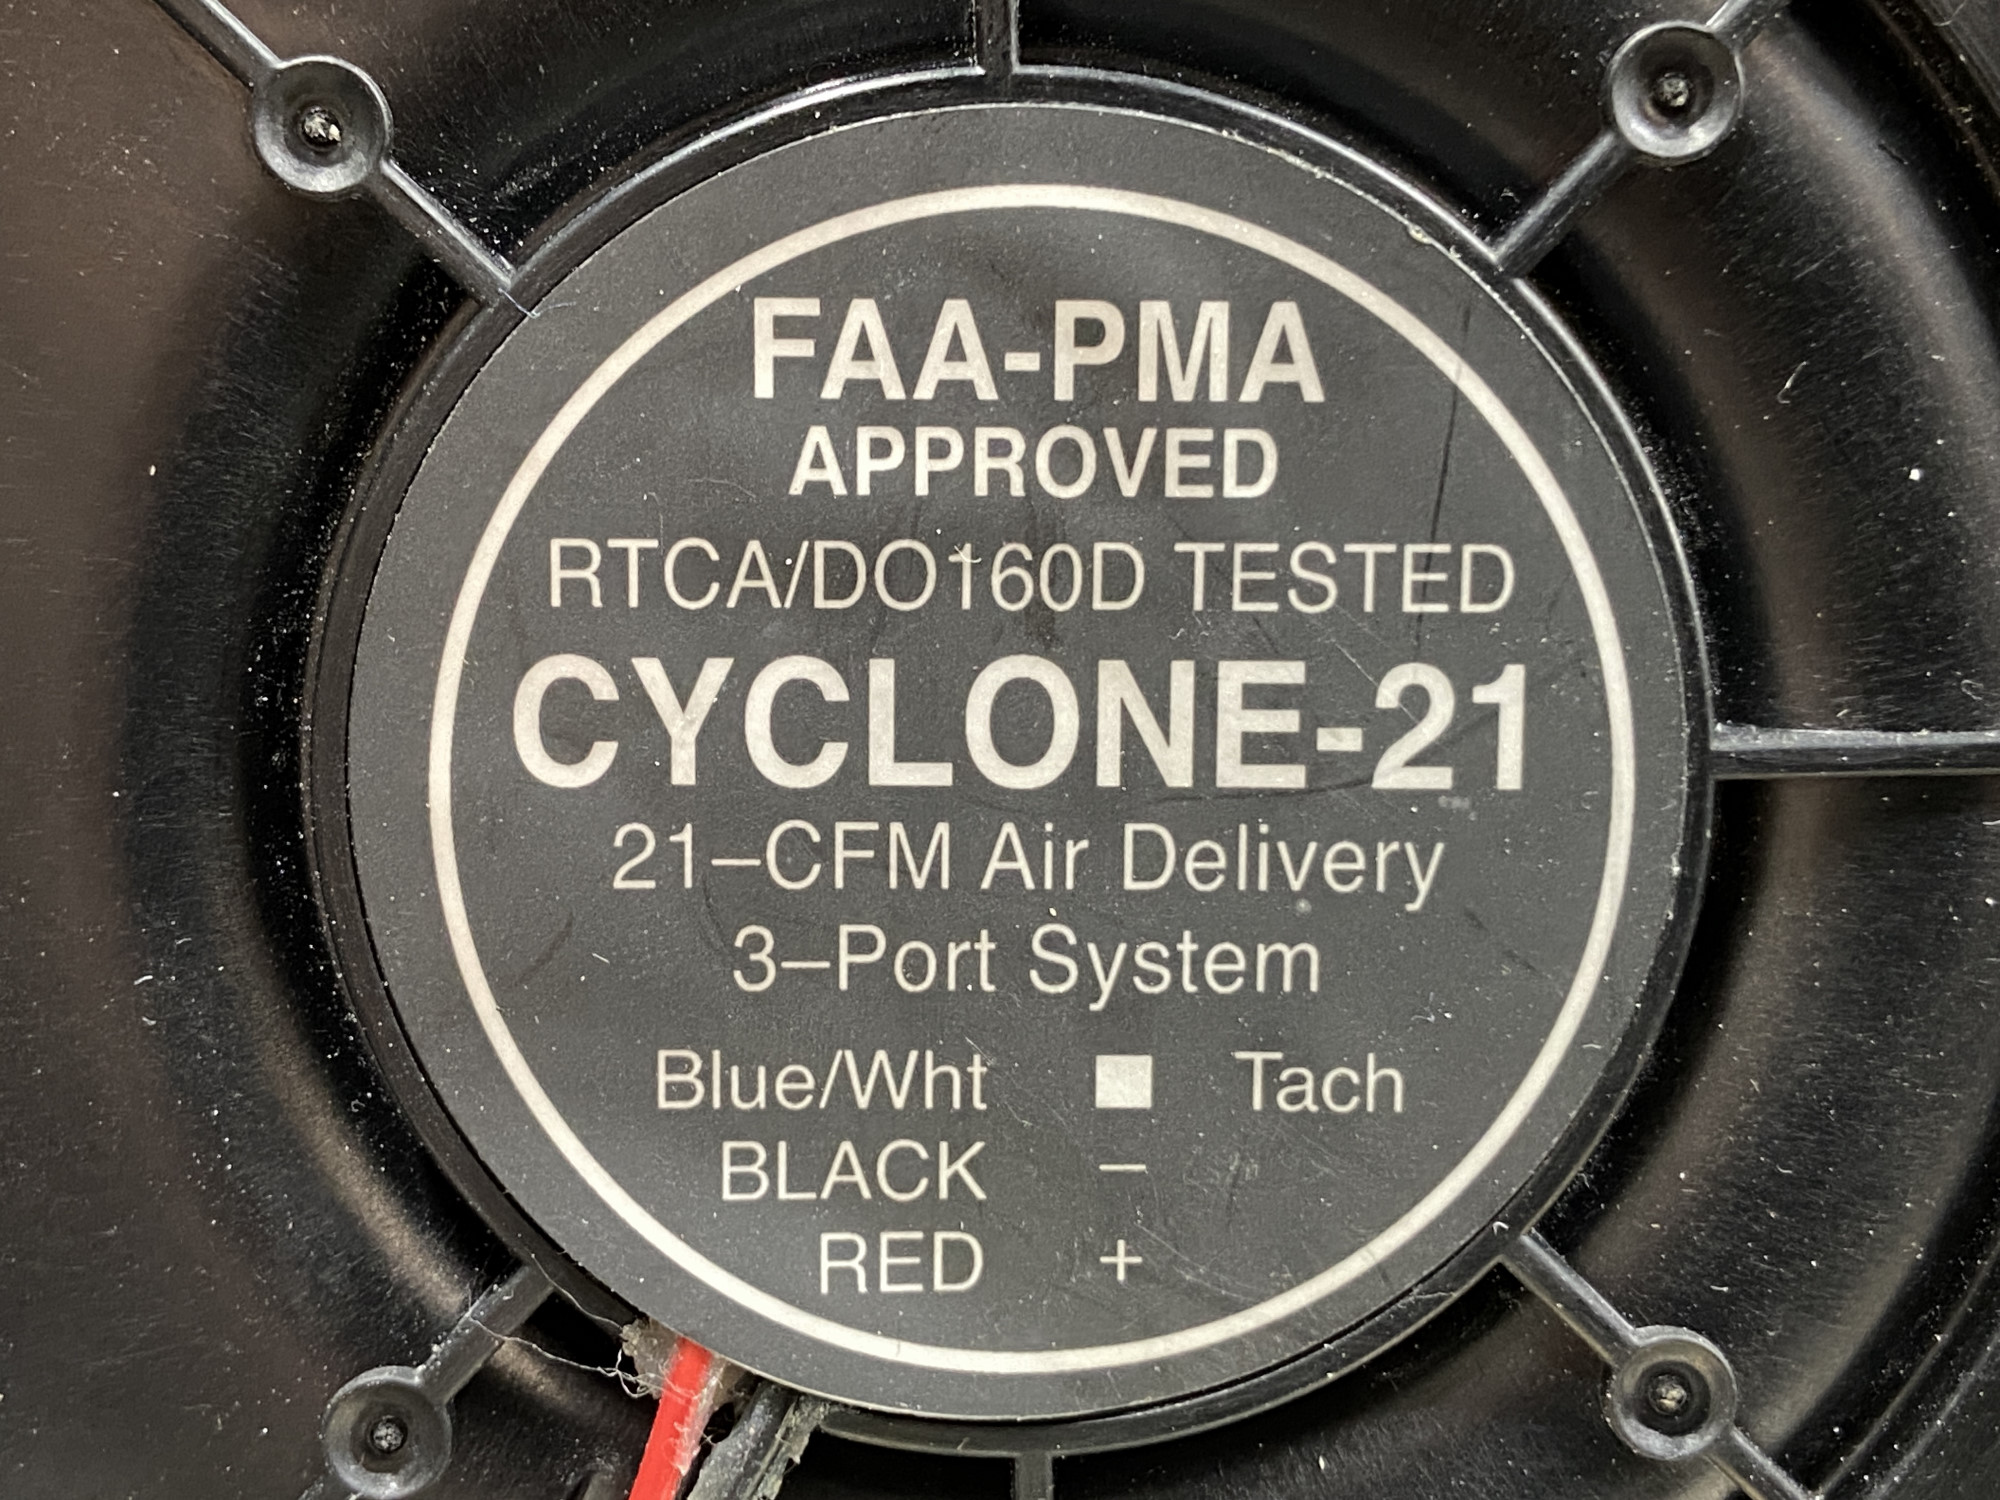 FAA-PMA
APPROVED
RTCA/DO160D TESTED
CYCLONE-21
21–CFM Air Delivery
3–Port System
Blue/Wht ■ Tach
BLACK –
RED +